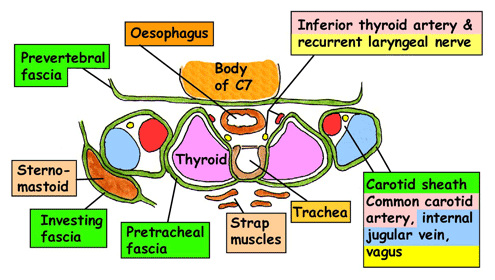 Oesophagus
Inferior thyroid artery &
recurrent laryngeal nerve
Prevertebral
fascia
Body
of C7
Thyroid
Sterno-
mastoid
Investing
fascia
Pretracheal
fascia
Strap
muscles
Trachea
Carotid sheath
Common carotid
artery, internal
jugular vein,
vagus